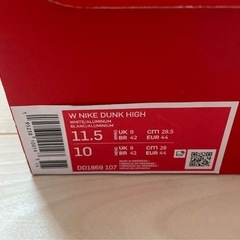 W NIKE DUNK HIGH
WHITE/ALUMINUM
BLANC/ALUMINIUM
11.5 UK 9 CM 28.5
BR 42 EUR 44
10 UK 9 CM 28
BR 42 EUR 44
DD1869 107